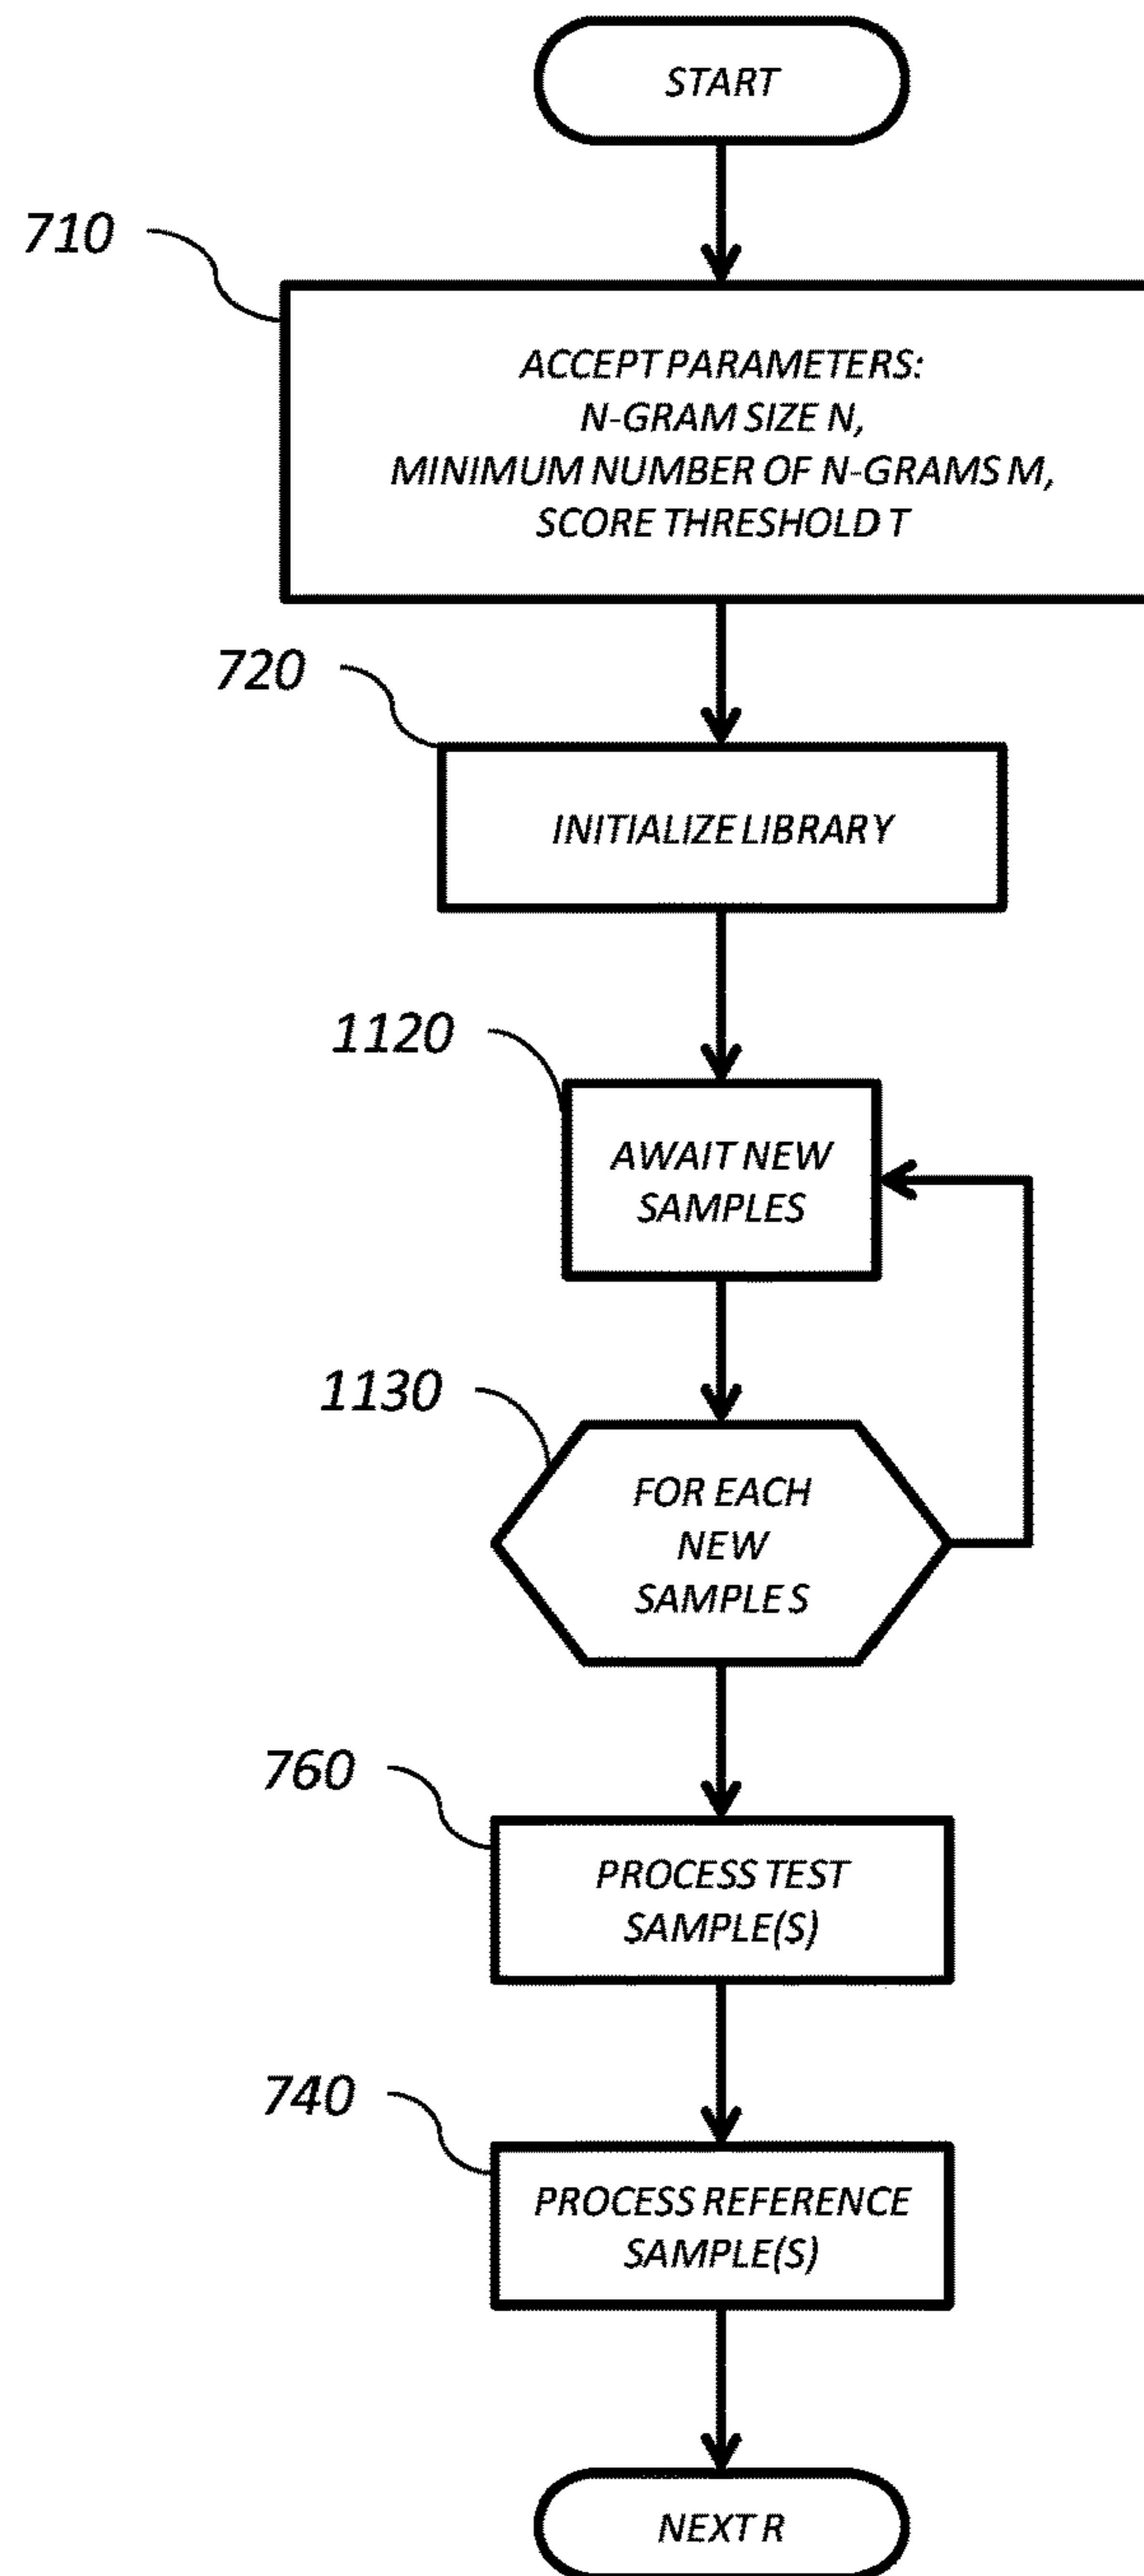 START
710
ACCEPT PARAMETERS:
N-GRAM SIZE N,
MINIMUM NUMBER OF N-GRAMS M,
SCORE THRESHOLD T
720
INITIALIZE LIBRARY
1120
AWAIT NEW
SAMPLES
1130
FOR EACH
NEW
SAMPLE S
760
PROCESS TEST
SAMPLE(S)
740
PROCESS REFERENCE
SAMPLE(S)
NEXT R